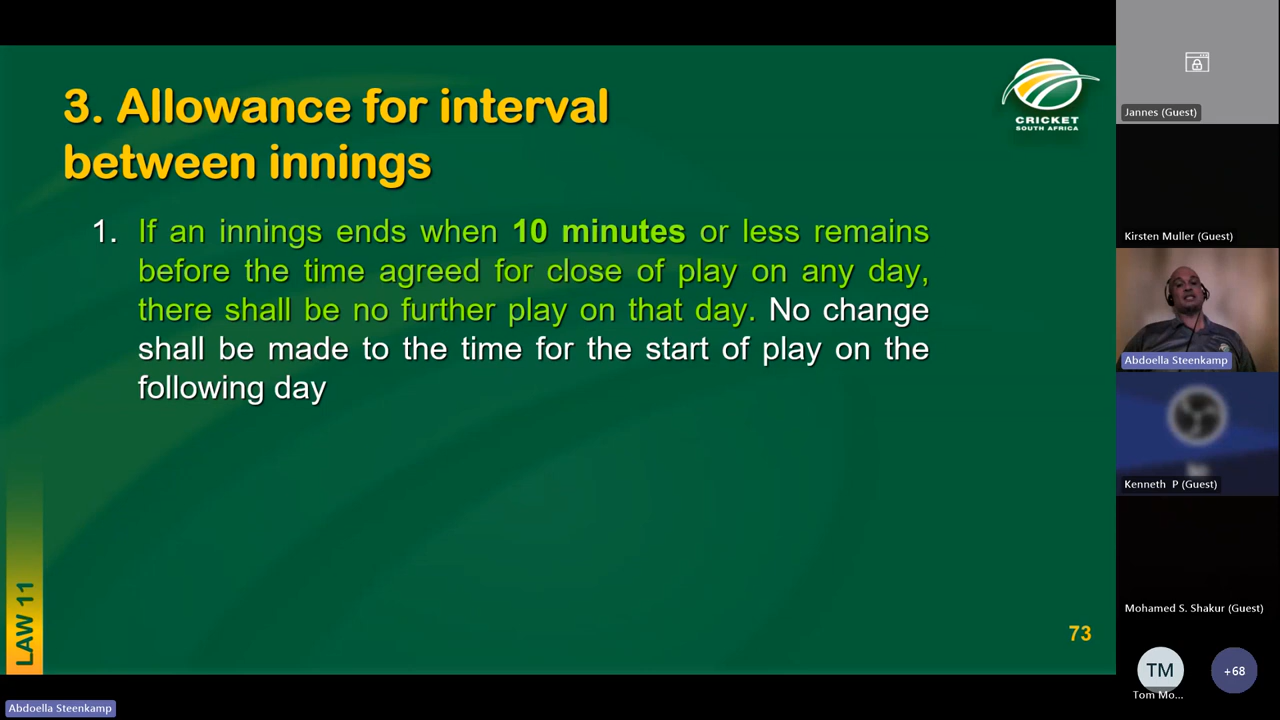 3. Allowance for interval
between innings
CRICKET
SOUTH AFRICA
1. If an innings ends when 10 minutes or less remains
before the time agreed for close of play on any day,
there shall be no further play on that day. No change
shall be made to the time for the start of play on the
following day
LAW 11
73
Abdoella Steenkamp
Jannes (Guest)
Kirsten Muller (Guest)
Abdoella Steenkamp
Kenneth P (Guest)
Mohamed S. Shakur (Guest)
TM
Tom Mo...
+68